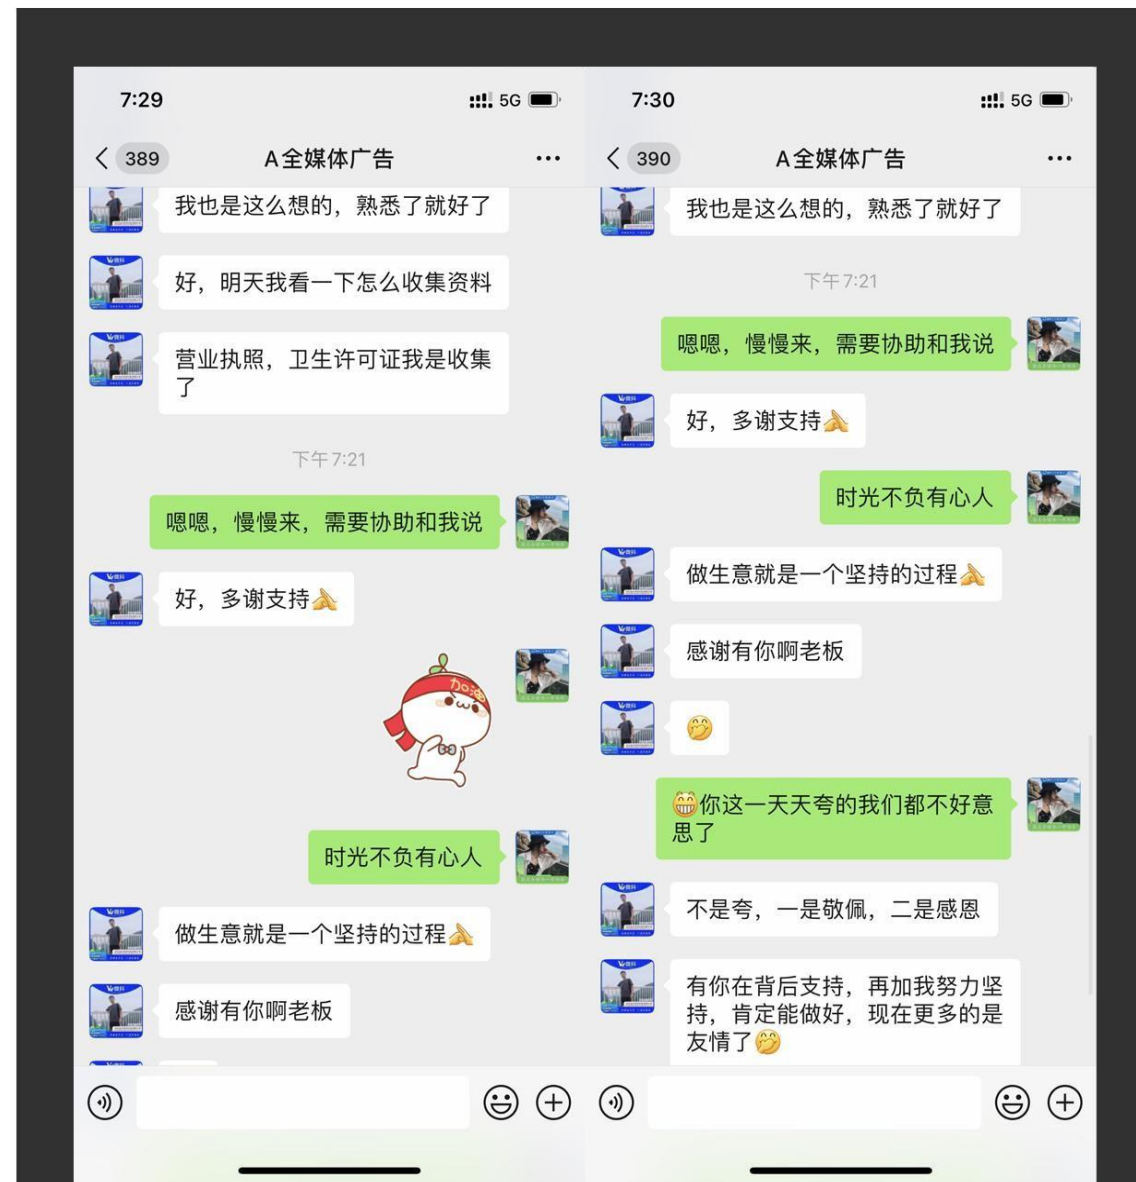 7:29
5G
389
A全媒体广告
我也是这么想的，熟悉了就好了
好，明天我看一下怎么收集资料
营业执照，卫生许可证我是收集
了
下午7:21
嗯嗯，慢慢来，需要协助和我说
好，多谢支持🙏
加油
时光不负有心人
做生意就是一个坚持的过程🙏
感谢有你啊老板
7:30
5G
390
A全媒体广告
我也是这么想的，熟悉了就好了
下午7:21
嗯嗯，慢慢来，需要协助和我说
好，多谢支持🙏
时光不负有心人
做生意就是一个坚持的过程🙏
感谢有你啊老板
🤭
😁你这一天天夸的我们都不好意
思了
不是夸，一是敬佩，二是感恩
有你在背后支持，再加我努力坚
持，肯定能做好，现在更多的是
友情了🤭